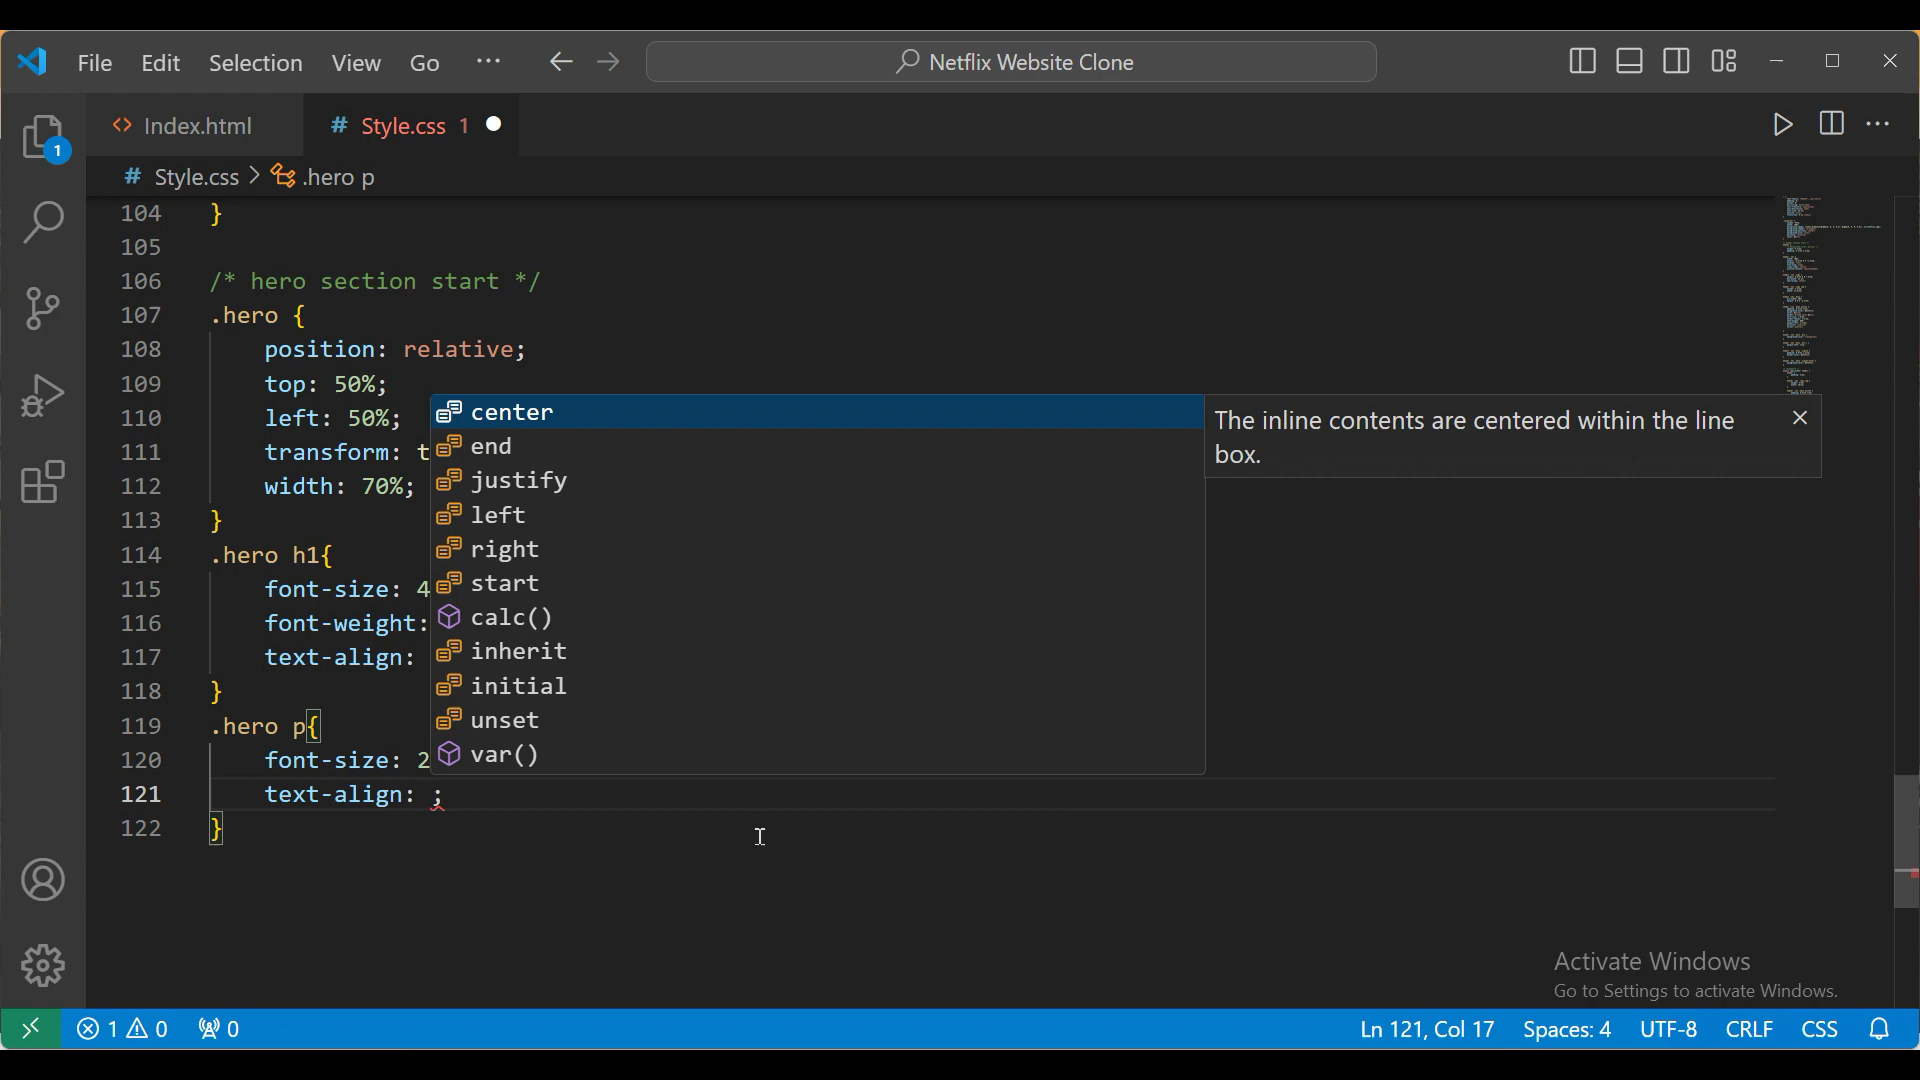 File Edit Selection View Go ··· Netflix Website Clone
Index.html # Style.css 1
# Style.css > .hero p
1
104 }
105
106 /* hero section start */
107 .hero {
108 position: relative;
109 top: 50%;
110 left: 50%;
111 transform: t
112 width: 70%;
113 }
114 .hero h1{
115 font-size: 4
116 font-weight:
117 text-align:
118 }
119 .hero p{
120 font-size: 2
121 text-align: ;
122 }
center
end
justify
left
right
start
calc()
inherit
initial
unset
var()
The inline contents are centered within the line
box.
Activate Windows
Go to Settings to activate Windows.
1 0 0 Ln 121, Col 17 Spaces: 4 UTF-8 CRLF CSS